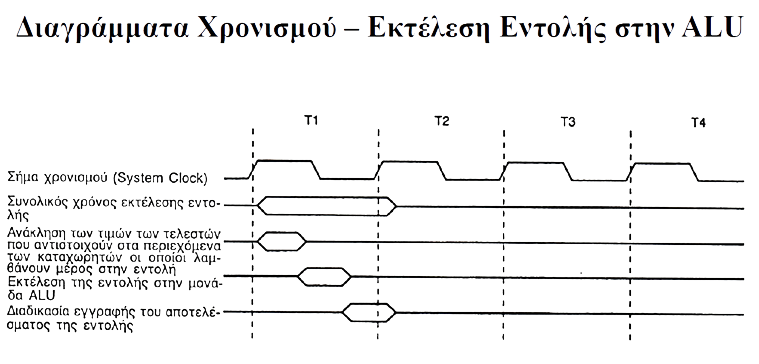 Διαγράμματα Χρονισμού – Εκτέλεση Εντολής στην ALU
T1 T2 T3 T4
Σήμα χρονισμού (System Clock)
Συνολικός χρόνος εκτέλεσης εντο-
λής
Ανάκληση των τιμών των τελεστών
που αντιστοιχούν στα περιεχόμενα
των καταχωρητών οι οποίοι λαμ-
βάνουν μέρος στην εντολή
Εκτέλεση της εντολής στην μονά-
δα ALU
Διαδικασία εγγραφής του αποτελέ-
σματος της εντολής